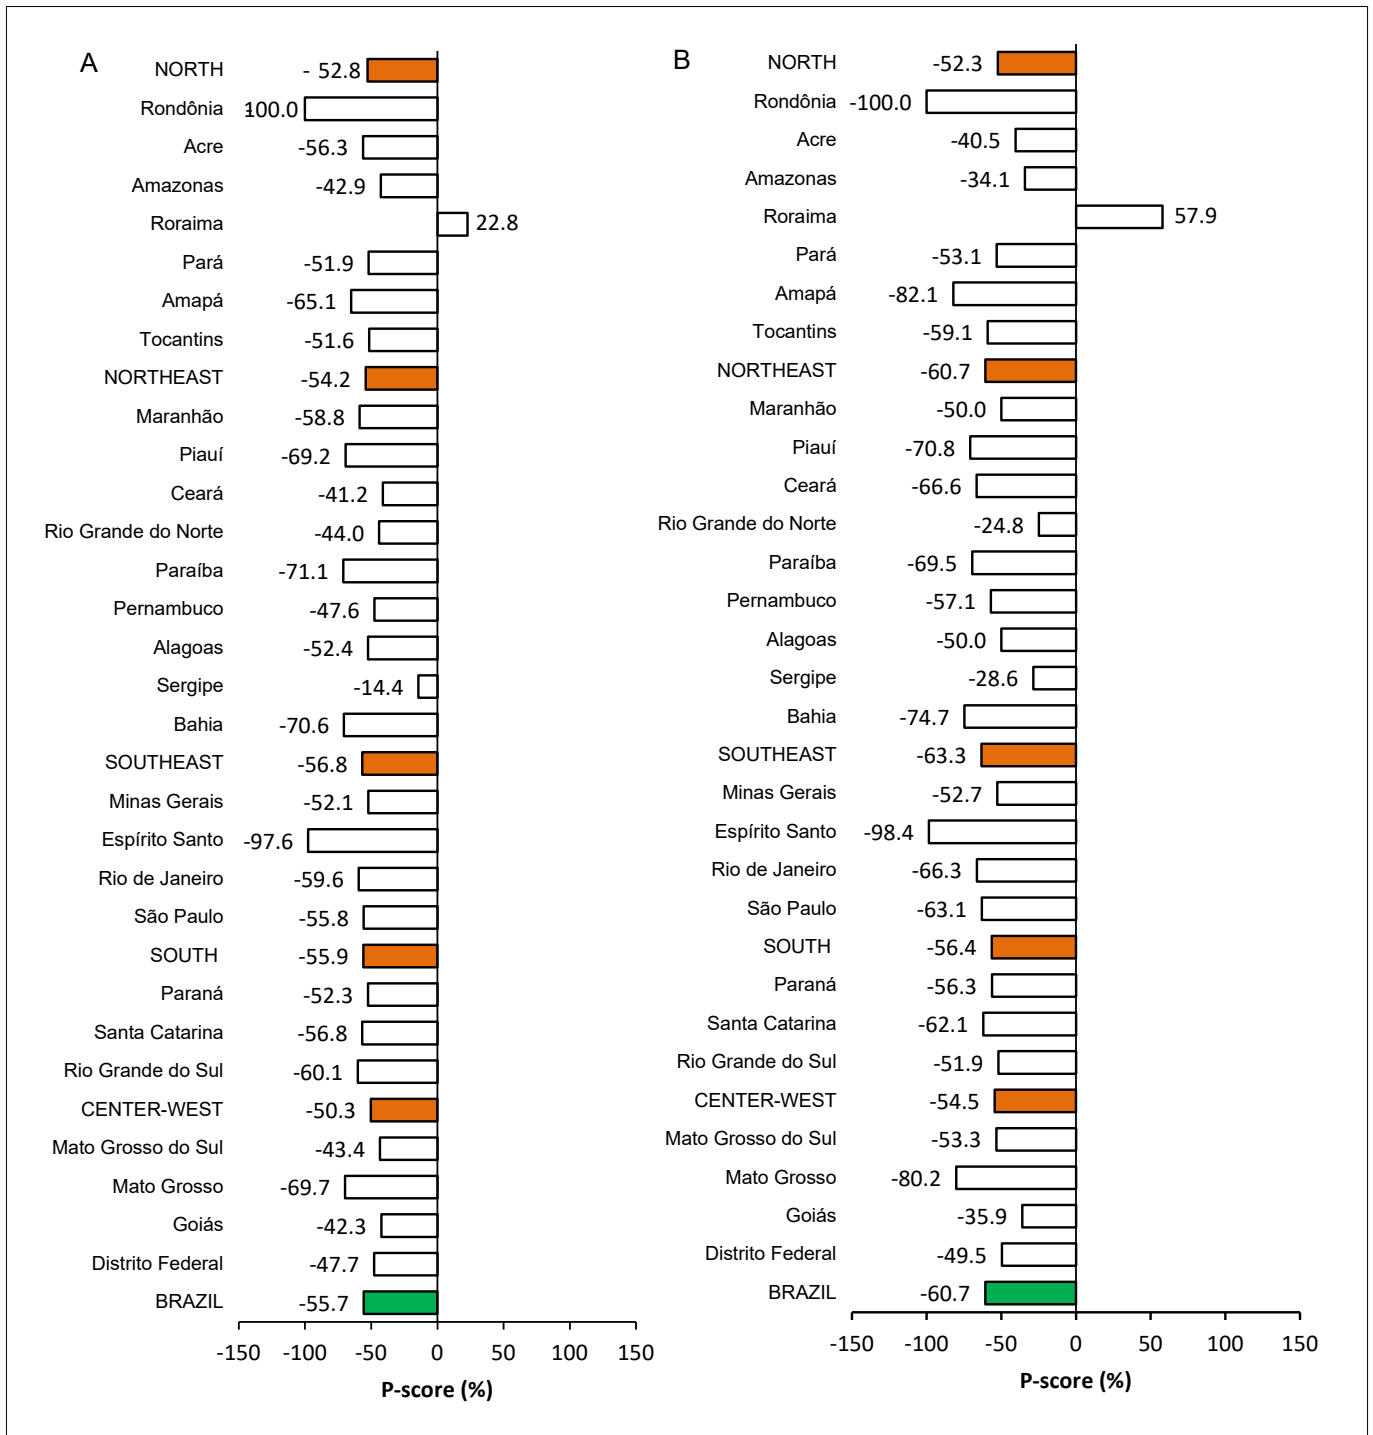 A
NORTH - 52.8
Rondônia -100.0
Acre -56.3
Amazonas -42.9
Roraima 22.8
Pará -51.9
Amapá -65.1
Tocantins -51.6
NORTHEAST -54.2
Maranhão -58.8
Piauí -69.2
Ceará -41.2
Rio Grande do Norte -44.0
Paraíba -71.1
Pernambuco -47.6
Alagoas -52.4
Sergipe -14.4
Bahia -70.6
SOUTHEAST -56.8
Minas Gerais -52.1
Espírito Santo -97.6
Rio de Janeiro -59.6
São Paulo -55.8
SOUTH -55.9
Paraná -52.3
Santa Catarina -56.8
Rio Grande do Sul -60.1
CENTER-WEST -50.3
Mato Grosso do Sul -43.4
Mato Grosso -69.7
Goiás -42.3
Distrito Federal -47.7
BRAZIL -55.7
-150 -100 -50 0 50 100 150
P-score (%)
B
NORTH -52.3
Rondônia -100.0
Acre -40.5
Amazonas -34.1
Roraima 57.9
Pará -53.1
Amapá -82.1
Tocantins -59.1
NORTHEAST -60.7
Maranhão -50.0
Piauí -70.8
Ceará -66.6
Rio Grande do Norte -24.8
Paraíba -69.5
Pernambuco -57.1
Alagoas -50.0
Sergipe -28.6
Bahia -74.7
SOUTHEAST -63.3
Minas Gerais -52.7
Espírito Santo -98.4
Rio de Janeiro -66.3
São Paulo -63.1
SOUTH -56.4
Paraná -56.3
Santa Catarina -62.1
Rio Grande do Sul -51.9
CENTER-WEST -54.5
Mato Grosso do Sul -53.3
Mato Grosso -80.2
Goiás -35.9
Distrito Federal -49.5
BRAZIL -60.7
-150 -100 -50 0 50 100 150
P-score (%)